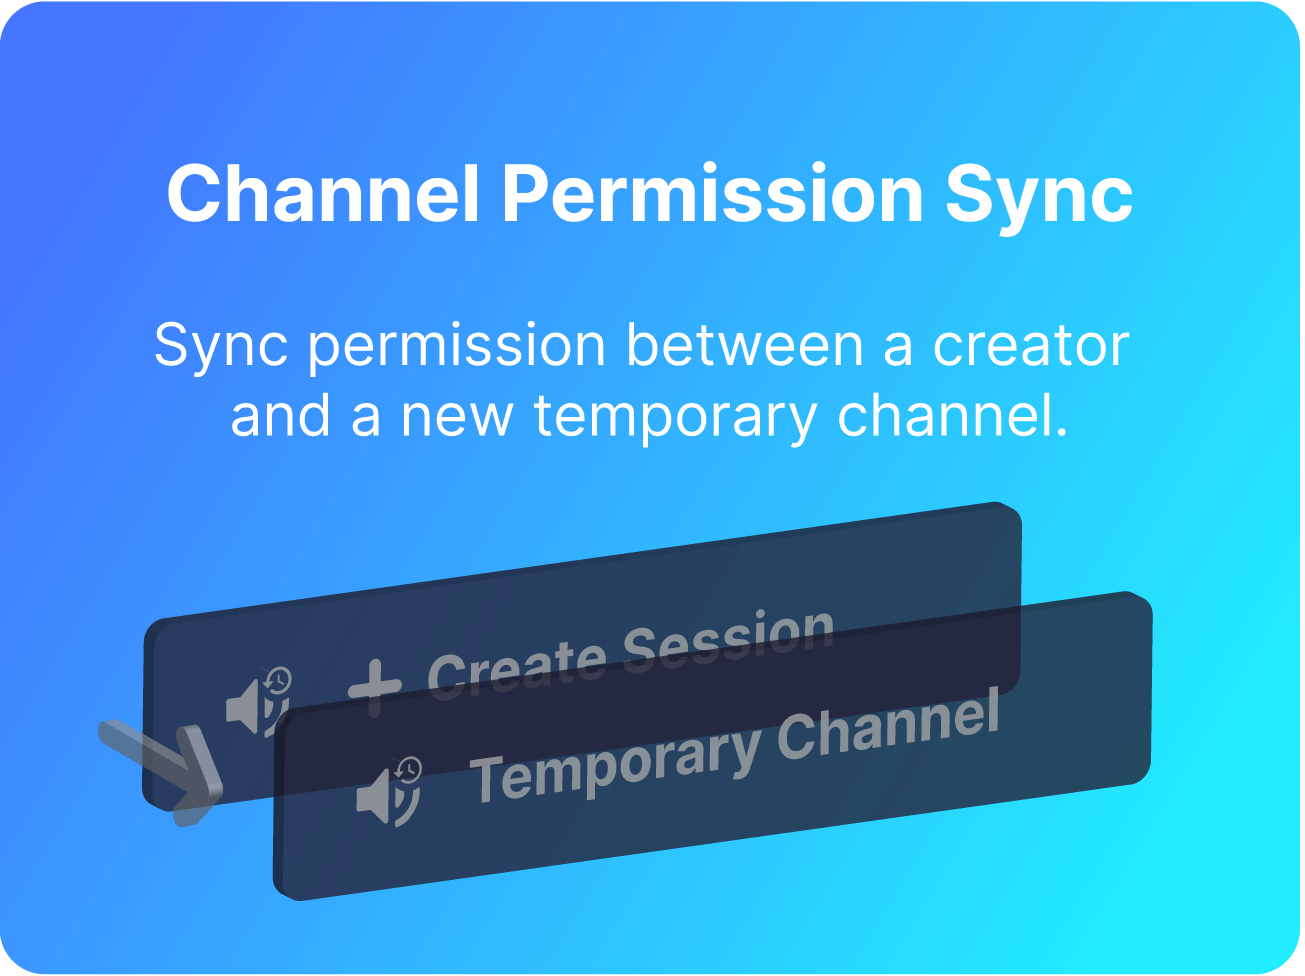 Channel Permission Sync
Sync permission between a creator
and a new temporary channel.
Create Session
Temporary Channel